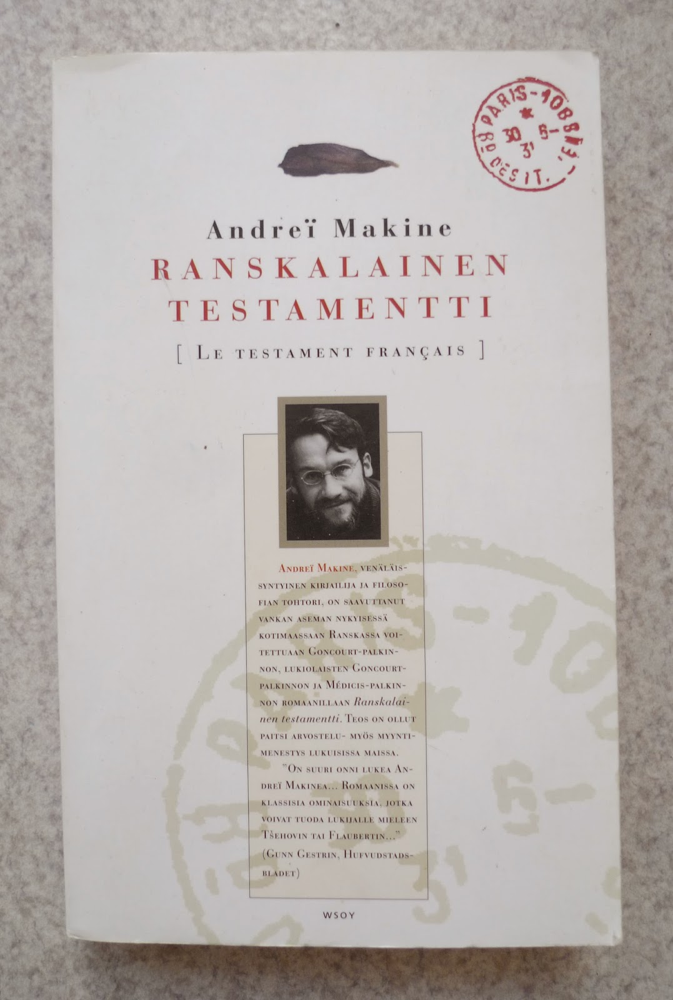 PARIS-108
30 5-
31
Andreï Makine
RANSKALAINEN
TESTAMENTTI
[ LE TESTAMENT FRANÇAIS ]
ANDREÏ MAKINE, VENÄLÄIS-
SYNTYINEN KIRJAILIJA JA FILOSO-
FIAN TOHTORI, ON SAAVUTTANUT
VANKAN ASEMAN NYKYISESSÄ
KOTIMAASSAAN RANSKASSA VOI-
TETTUAAN GONCOURT-PALKIN-
NON, LUKIOLAISTEN GONCOURT-
PALKINNON JA MÉDICIS-PALKIN-
NON ROMAANILLAAN Ranskalai-
nen testamentti. TEOS ON OLLUT
PAITSI ARVOSTELU- MYÖS MYYNTI-
MENESTYS LUKUISISSA MAISSA.
"ON SUURI ONNI LUKEA AN-
DREÏ MAKINEA... ROMAANISSA ON
KLASSISIA OMINAISUUKSIA, JOTKA
VOIVAT TUODA LUKIJALLE MIELEEN
TŠEHOVIN TAI FLAUBERTIN..."
(GUNN GESTRIN, HUFVUDSTADS-
BLADET)
WSOY